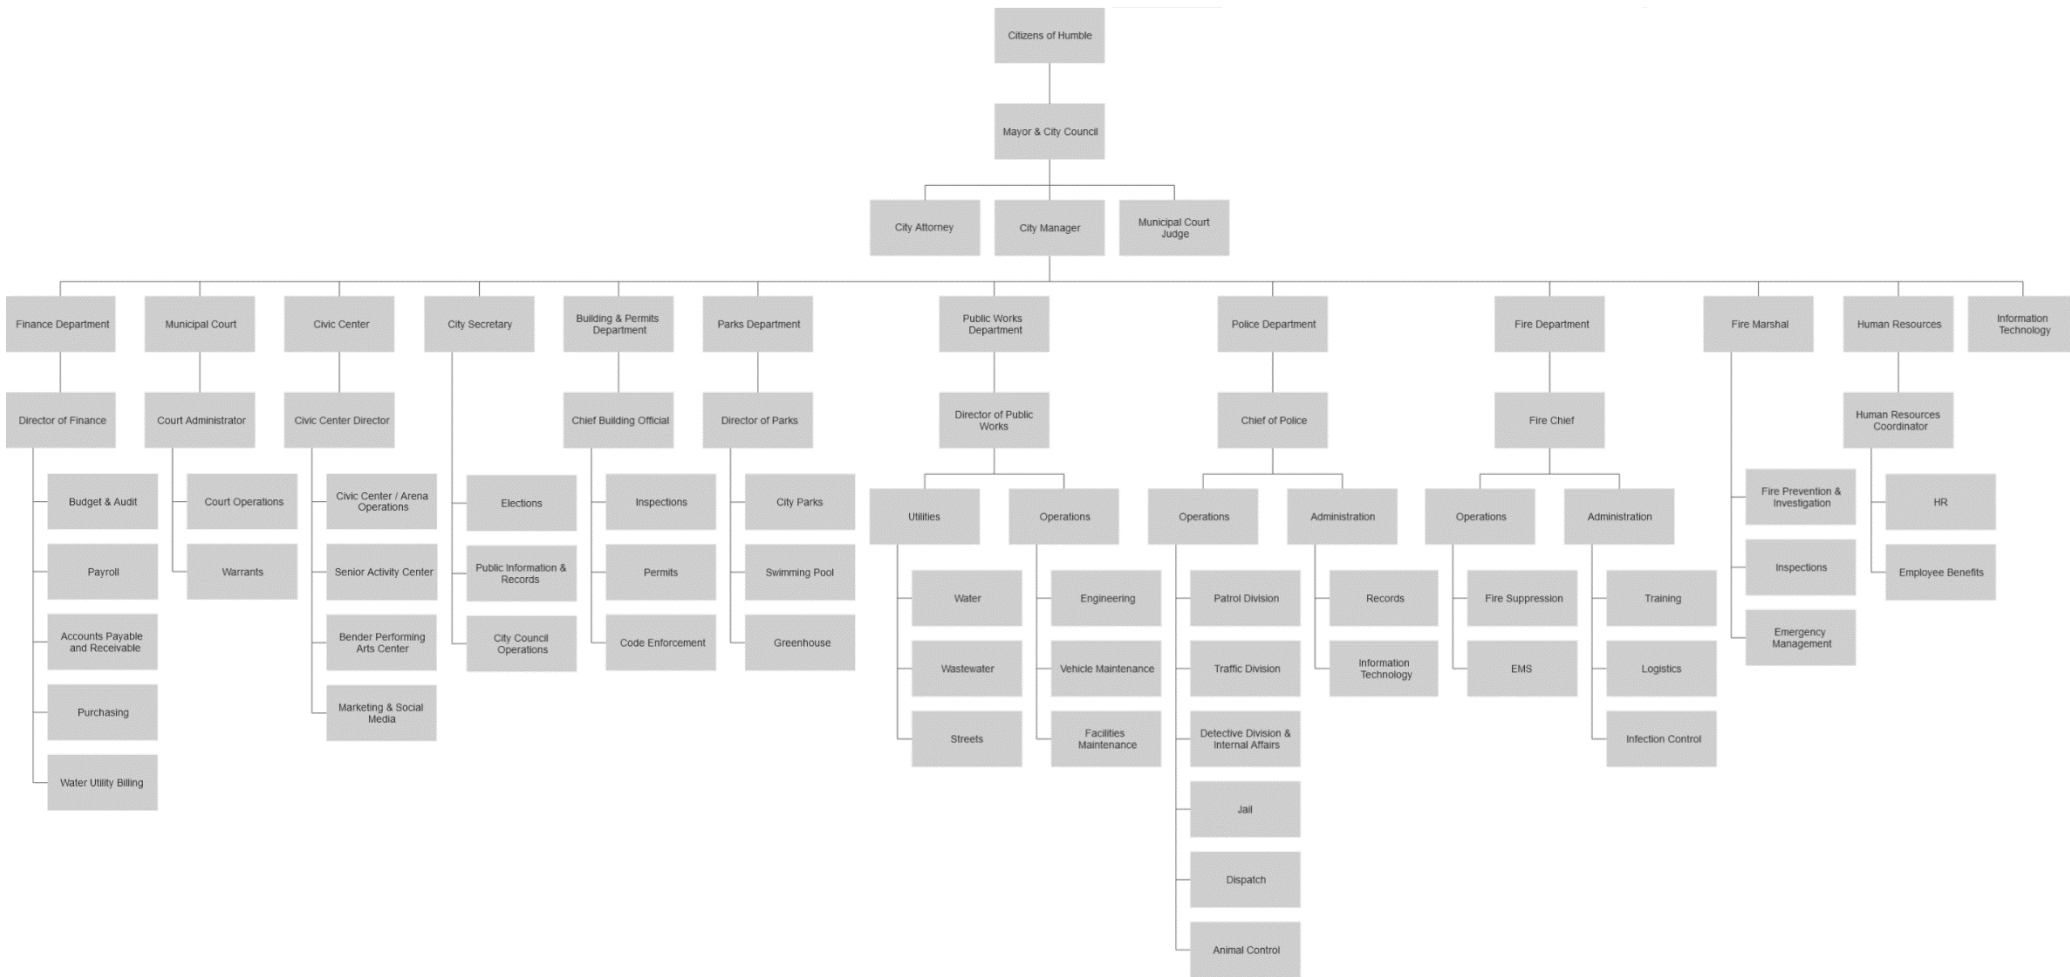 Citizens of Humble
Mayor & City Council
City Attorney
City Manager
Municipal Court
Judge
Finance Department
Municipal Court
Civic Center
City Secretary
Building & Permits
Department
Parks Department
Public Works
Department
Police Department
Fire Department
Fire Marshal
Human Resources
Information
Technology
Director of Finance
Court Administrator
Civic Center Director
Chief Building Official
Director of Parks
Director of Public
Works
Chief of Police
Fire Chief
Human Resources
Coordinator
Budget & Audit
Payroll
Accounts Payable
and Receivable
Purchasing
Water Utility Billing
Court Operations
Warrants
Civic Center / Arena
Operations
Senior Activity Center
Bender Performing
Arts Center
Marketing & Social
Media
Elections
Public Information &
Records
City Council
Operations
Inspections
Permits
Code Enforcement
City Parks
Swimming Pool
Greenhouse
Utilities
Water
Wastewater
Streets
Operations
Engineering
Vehicle Maintenance
Facilities
Maintenance
Operations
Patrol Division
Traffic Division
Detective Division &
Internal Affairs
Jail
Dispatch
Animal Control
Administration
Records
Information
Technology
Operations
Fire Suppression
EMS
Administration
Training
Logistics
Infection Control
Fire Prevention &
Investigation
Inspections
Emergency
Management
HR
Employee Benefits